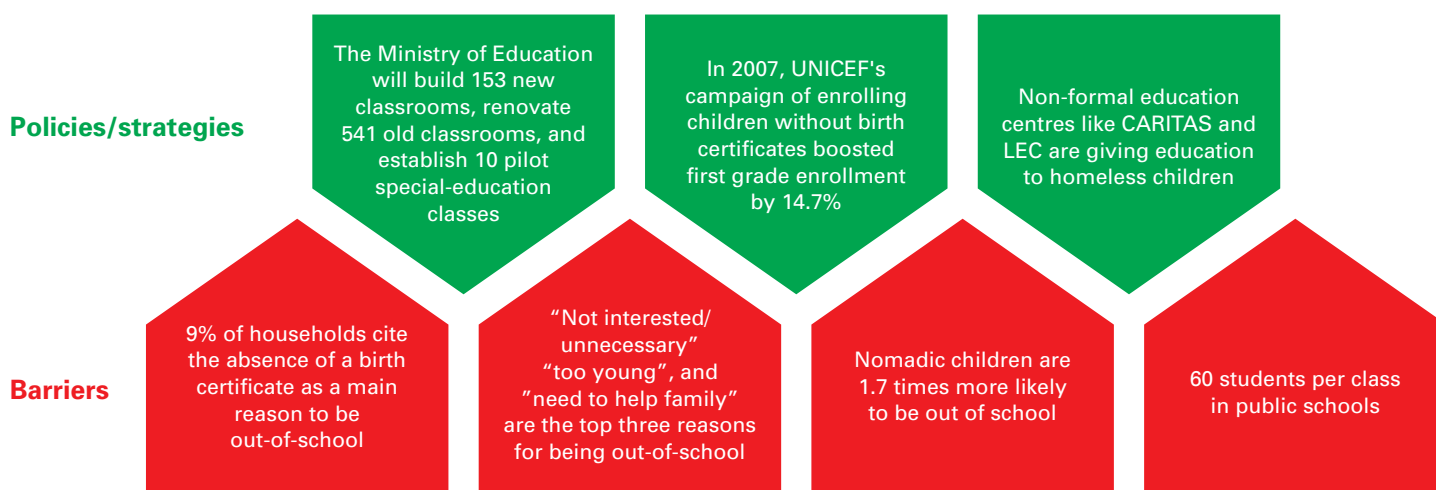 Policies/strategies
The Ministry of Education
will build 153 new
classrooms, renovate
541 old classrooms, and
establish 10 pilot
special-education
classes
In 2007, UNICEF's
campaign of enrolling
children without birth
certificates boosted
first grade enrollment
by 14.7%
Non-formal education
centres like CARITAS and
LEC are giving education
to homeless children
Barriers
9% of households cite
the absence of a birth
certificate as a main
reason to be
out-of-school
“Not interested/
unnecessary”
“too young”, and
”need to help family”
are the top three reasons
for being out-of-school
Nomadic children are
1.7 times more likely
to be out of school
60 students per class
in public schools